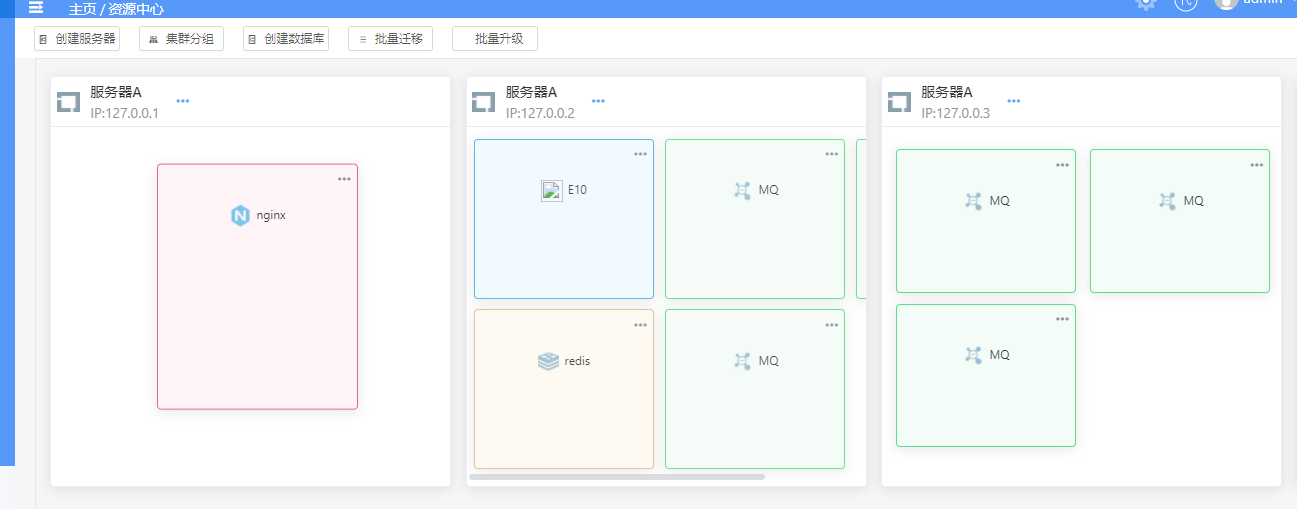 主页 / 资源中心
admin
创建服务器
集群分组
创建数据库
批量迁移
批量升级
服务器A
IP:127.0.0.1
nginx
服务器A
IP:127.0.0.2
E10
MQ
redis
MQ
服务器A
IP:127.0.0.3
MQ
MQ
MQ